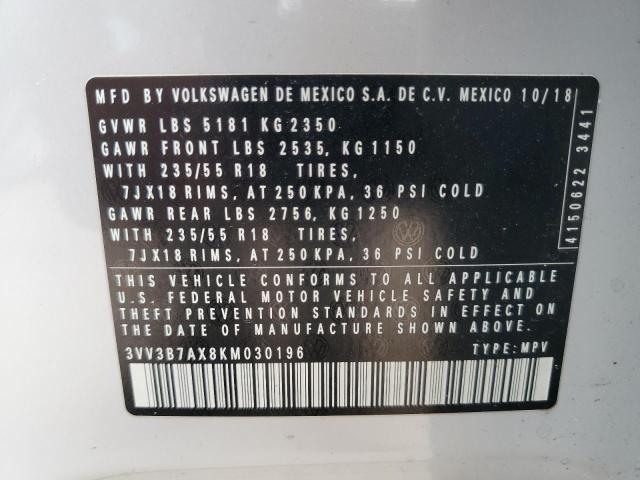 MFD BY VOLKSWAGEN DE MEXICO S.A. DE C.V. MEXICO 10/18
GVWR LBS 5181 KG 2350
GAWR FRONT LBS 2535, KG 1150
WITH 235/55 R18 TIRES,
7JX18 RIMS, AT 250 KPA, 36 PSI COLD
GAWR REAR LBS 2756, KG 1250
WITH 235/55 R18 TIRES,
7JX18 RIMS, AT 250 KPA, 36 PSI COLD
THIS VEHICLE CONFORMS TO ALL APPLICABLE
U.S. FEDERAL MOTOR VEHICLE SAFETY AND
THEFT PREVENTION STANDARDS IN EFFECT ON
THE DATE OF MANUFACTURE SHOWN ABOVE.
3VV3B7AX8KM030196 TYPE: MPV
4150622 3441